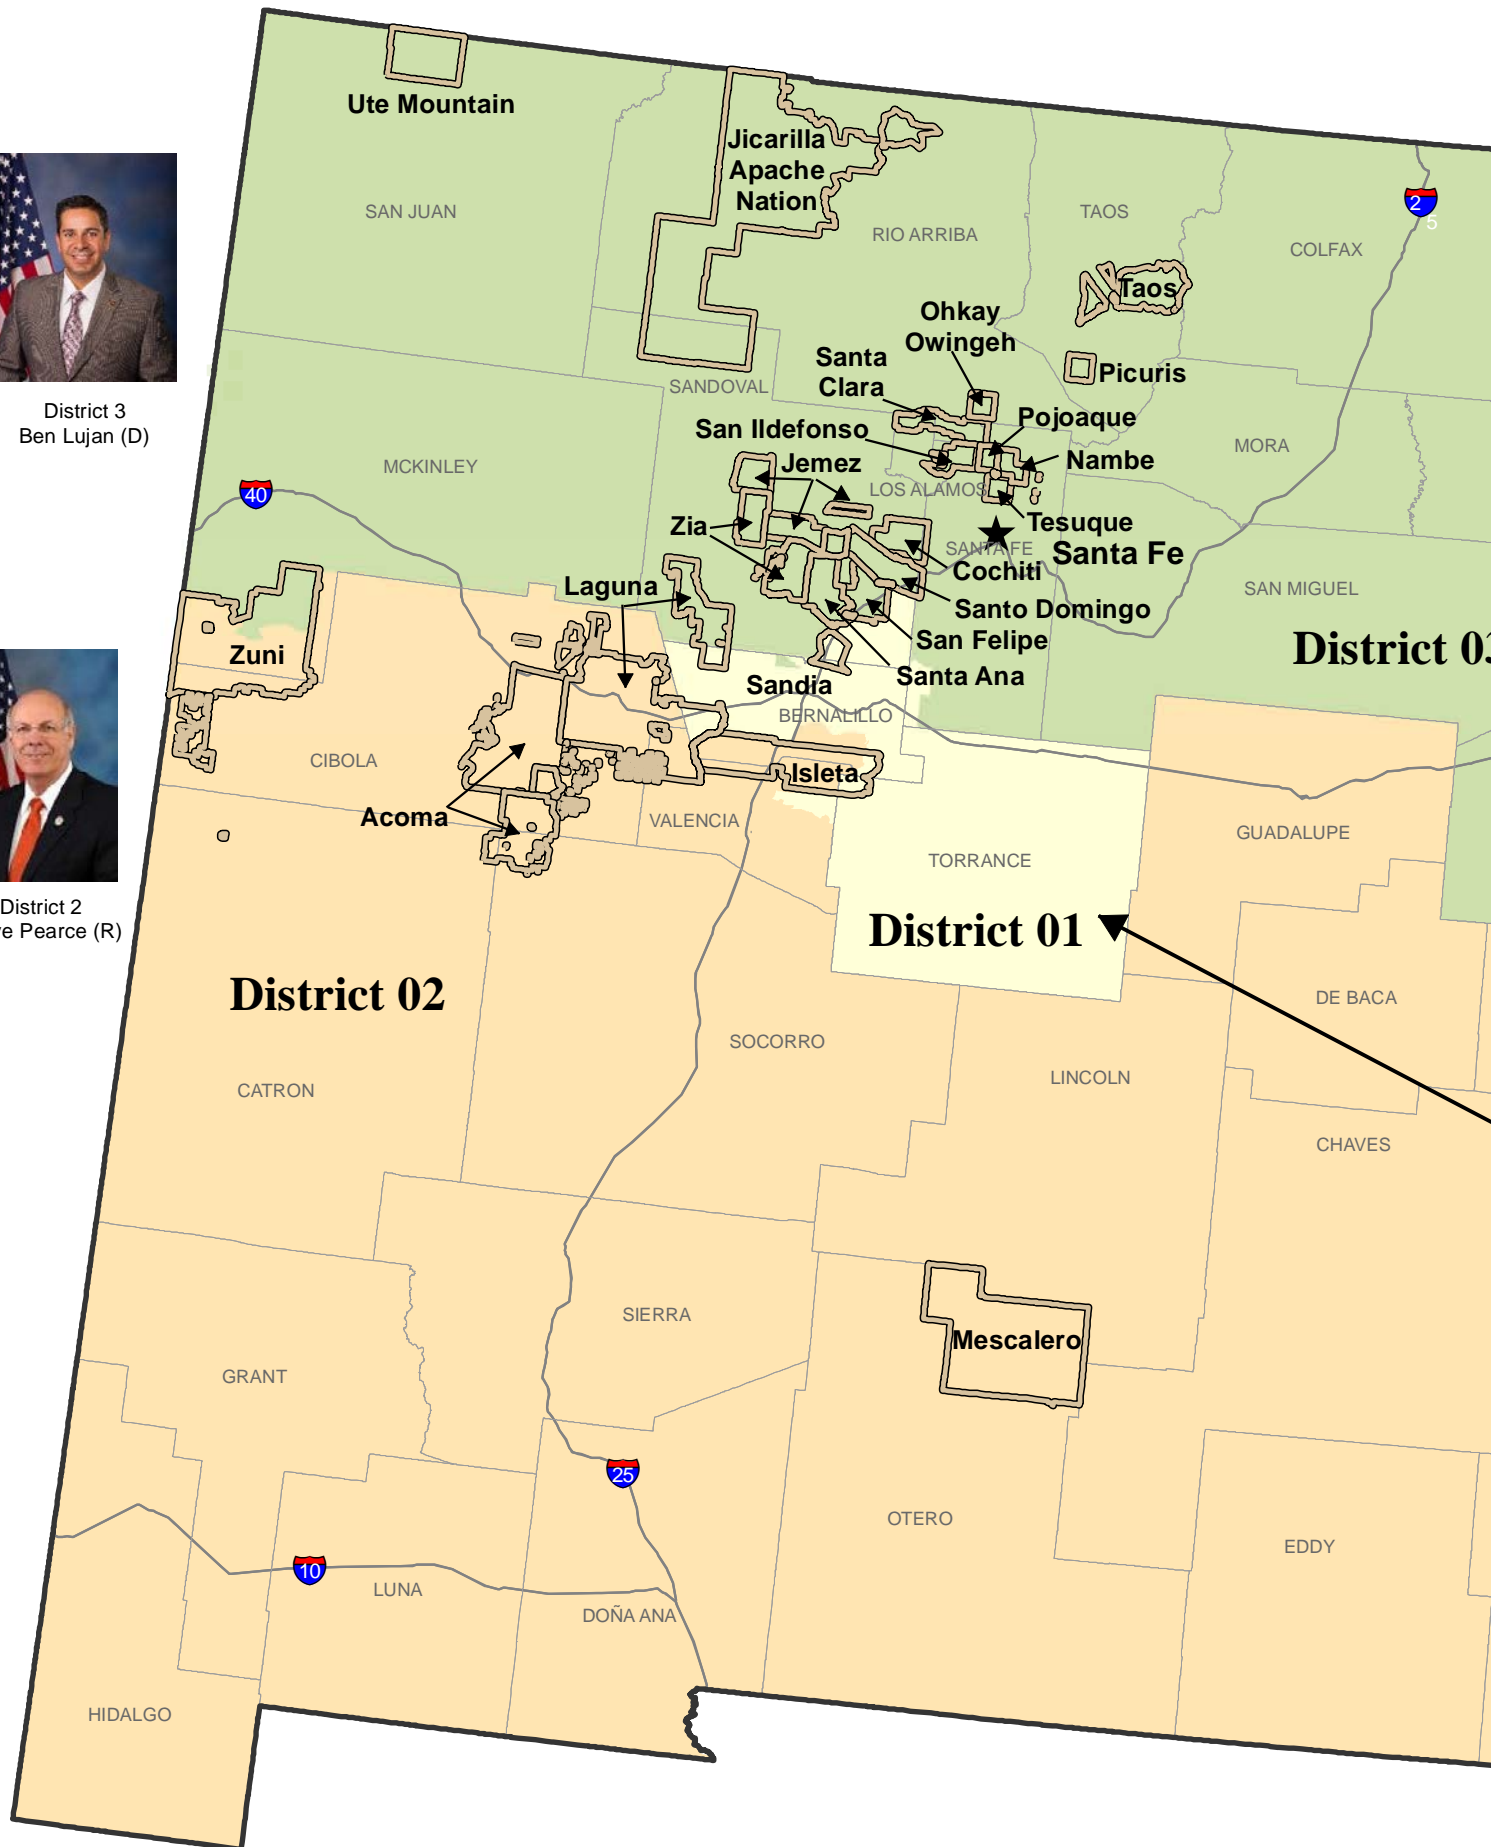 Ute Mountain
Jicarilla
Apache
Nation
SAN JUAN
RIO ARRIBA
TAOS
2
5
COLFAX
Taos
Ohkay
Owingeh
Santa
Clara
Picuris
SANDOVAL
District 3
Ben Lujan (D)
Pojoaque
San Ildefonso
MORA
Nambe
Jemez
MCKINLEY
40
LOS ALAMOS
Zia
Tesuque
SANTA FE
Santa Fe
Cochiti
Laguna
SAN MIGUEL
Santo Domingo
San Felipe
District 03
Zuni
Santa Ana
Sandia
BERNALILLO
CIBOLA
Isleta
Acoma
VALENCIA
GUADALUPE
TORRANCE
District 2
Pearce (R)
District 01
District 02
DE BACA
SOCORRO
LINCOLN
CATRON
CHAVES
SIERRA
Mescalero
GRANT
25
OTERO
EDDY
10
LUNA
DOÑA ANA
HIDALGO